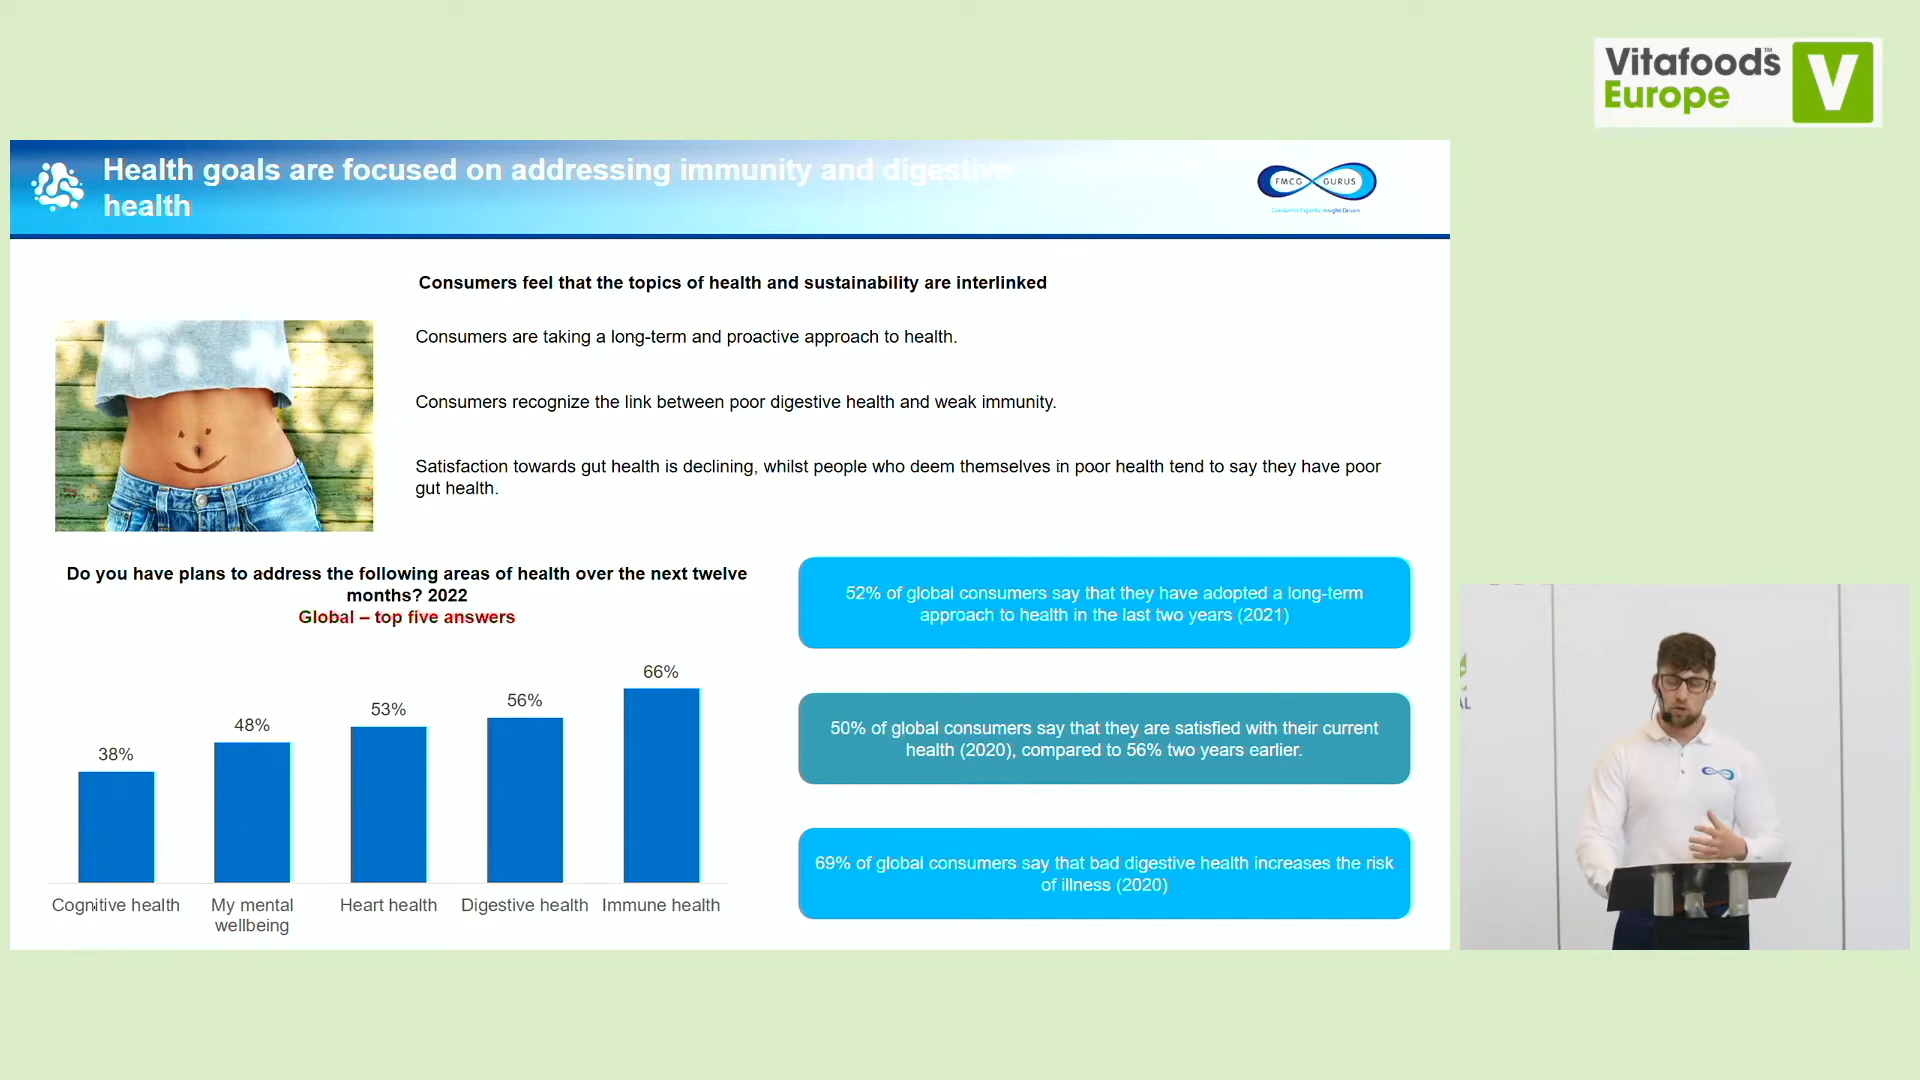 Vitafoods™
Europe
V
Health goals are focused on addressing immunity and digestive
health
FMCG GURUS
Consumer Experts, Insight Driven
Consumers feel that the topics of health and sustainability are interlinked
Consumers are taking a long-term and proactive approach to health.
Consumers recognize the link between poor digestive health and weak immunity.
Satisfaction towards gut health is declining, whilst people who deem themselves in poor health tend to say they have poor
gut health.
Do you have plans to address the following areas of health over the next twelve
months? 2022
Global – top five answers
38%
48%
53%
56%
66%
Cognitive health
My mental
wellbeing
Heart health
Digestive health
Immune health
52% of global consumers say that they have adopted a long-term
approach to health in the last two years (2021)
50% of global consumers say that they are satisfied with their current
health (2020), compared to 56% two years earlier.
69% of global consumers say that bad digestive health increases the risk
of illness (2020)